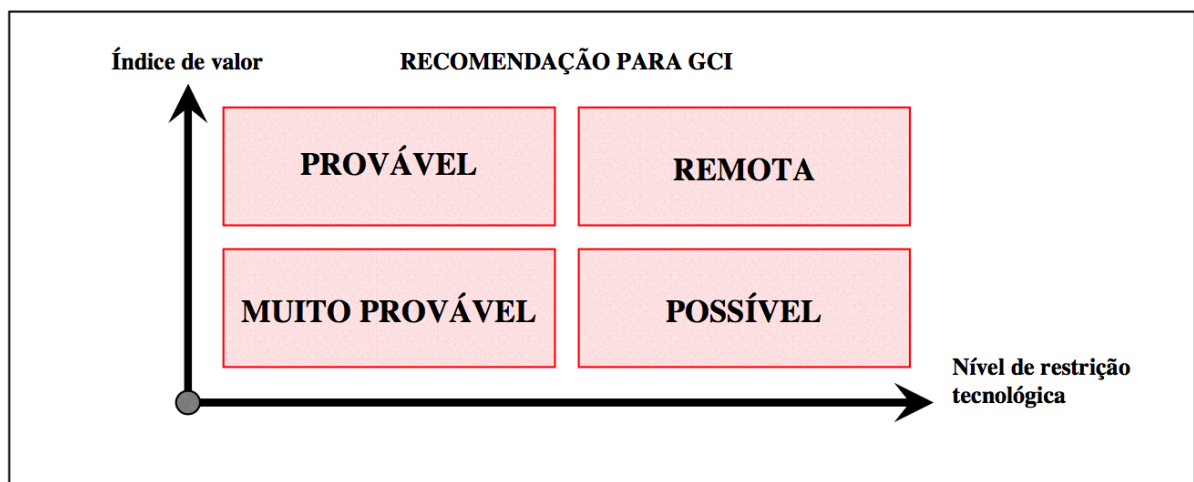 Índice de valor
RECOMENDAÇÃO PARA GCI
PROVÁVEL
REMOTA
MUITO PROVÁVEL
POSSÍVEL
Nível de restrição
tecnológica